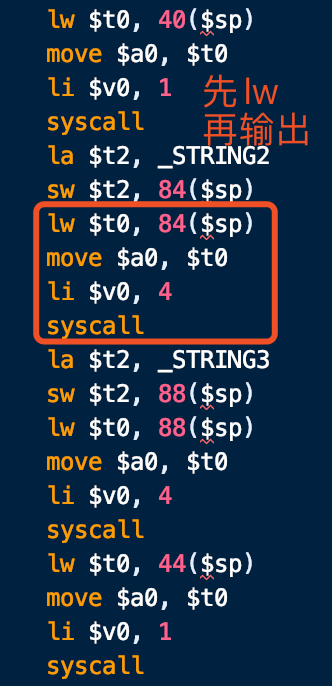 lw $t0, 40($sp)
move $a0, $t0
li $v0, 1
先lw
syscall
再输出
la $t2, _STRING2
sw $t2, 84($sp)
lw $t0, 84($sp)
move $a0, $t0
li $v0, 4
syscall
la $t2, _STRING3
sw $t2, 88($sp)
lw $t0, 88($sp)
move $a0, $t0
li $v0, 4
syscall
lw $t0, 44($sp)
move $a0, $t0
li $v0, 1
syscall